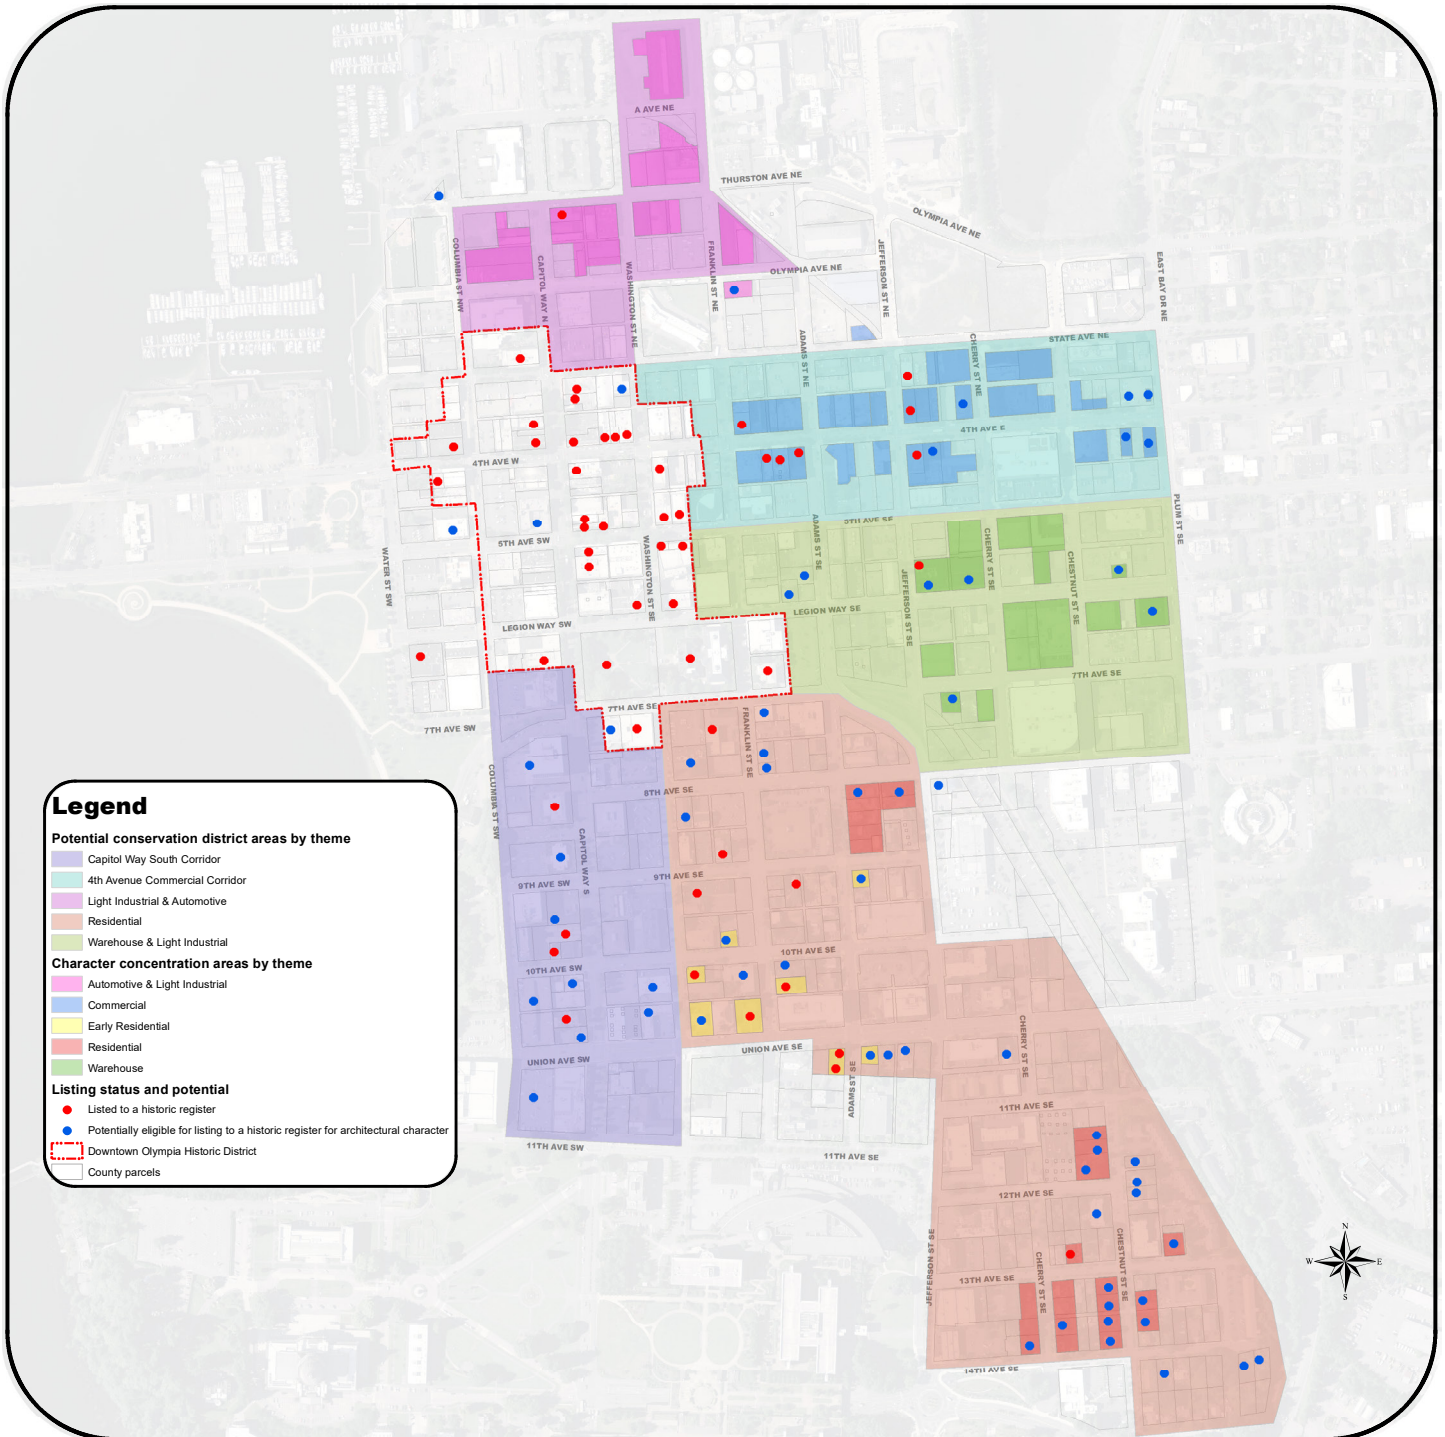 A AVE NE
THURSTON AVE NE
OLYMPIA AVE NE
COLUMBIA ST NW
CAPITOL WAY N
WASHINGTON ST NE
FRANKLIN ST NE
OLYMPIA AVE NE
JEFFERSON ST NE
EAST BAY DR NE
STATE AVE NE
ADAMS ST NE
CHERRY ST NE
4TH AVE E
4TH AVE W
5TH AVE SE
5TH AVE SW
PLUM ST SE
WATER ST SW
WASHINGTON ST SE
ADAMS ST SE
JEFFERSON ST SE
CHERRY ST SE
CHESTNUT ST SE
LEGION WAY SE
LEGION WAY SW
7TH AVE SE
7TH AVE SE
7TH AVE SW
FRANKLIN ST SE
COLUMBIA ST SW
8TH AVE SE
CAPITOL WAY S
9TH AVE SE
9TH AVE SW
10TH AVE SE
10TH AVE SW
UNION AVE SE
UNION AVE SW
ADAMS ST SE
CHERRY ST SE
11TH AVE SE
11TH AVE SW
11TH AVE SE
12TH AVE SE
JEFFERSON ST SE
CHERRY ST SE
CHESTNUT ST SE
13TH AVE SE
14TH AVE SE
Legend
Potential conservation district areas by theme
Capitol Way South Corridor
4th Avenue Commercial Corridor
Light Industrial & Automotive
Residential
Warehouse & Light Industrial
Character concentration areas by theme
Automotive & Light Industrial
Commercial
Early Residential
Residential
Warehouse
Listing status and potential
Listed to a historic register
Potentially eligible for listing to a historic register for architectural character
Downtown Olympia Historic District
County parcels
N
W
E
S